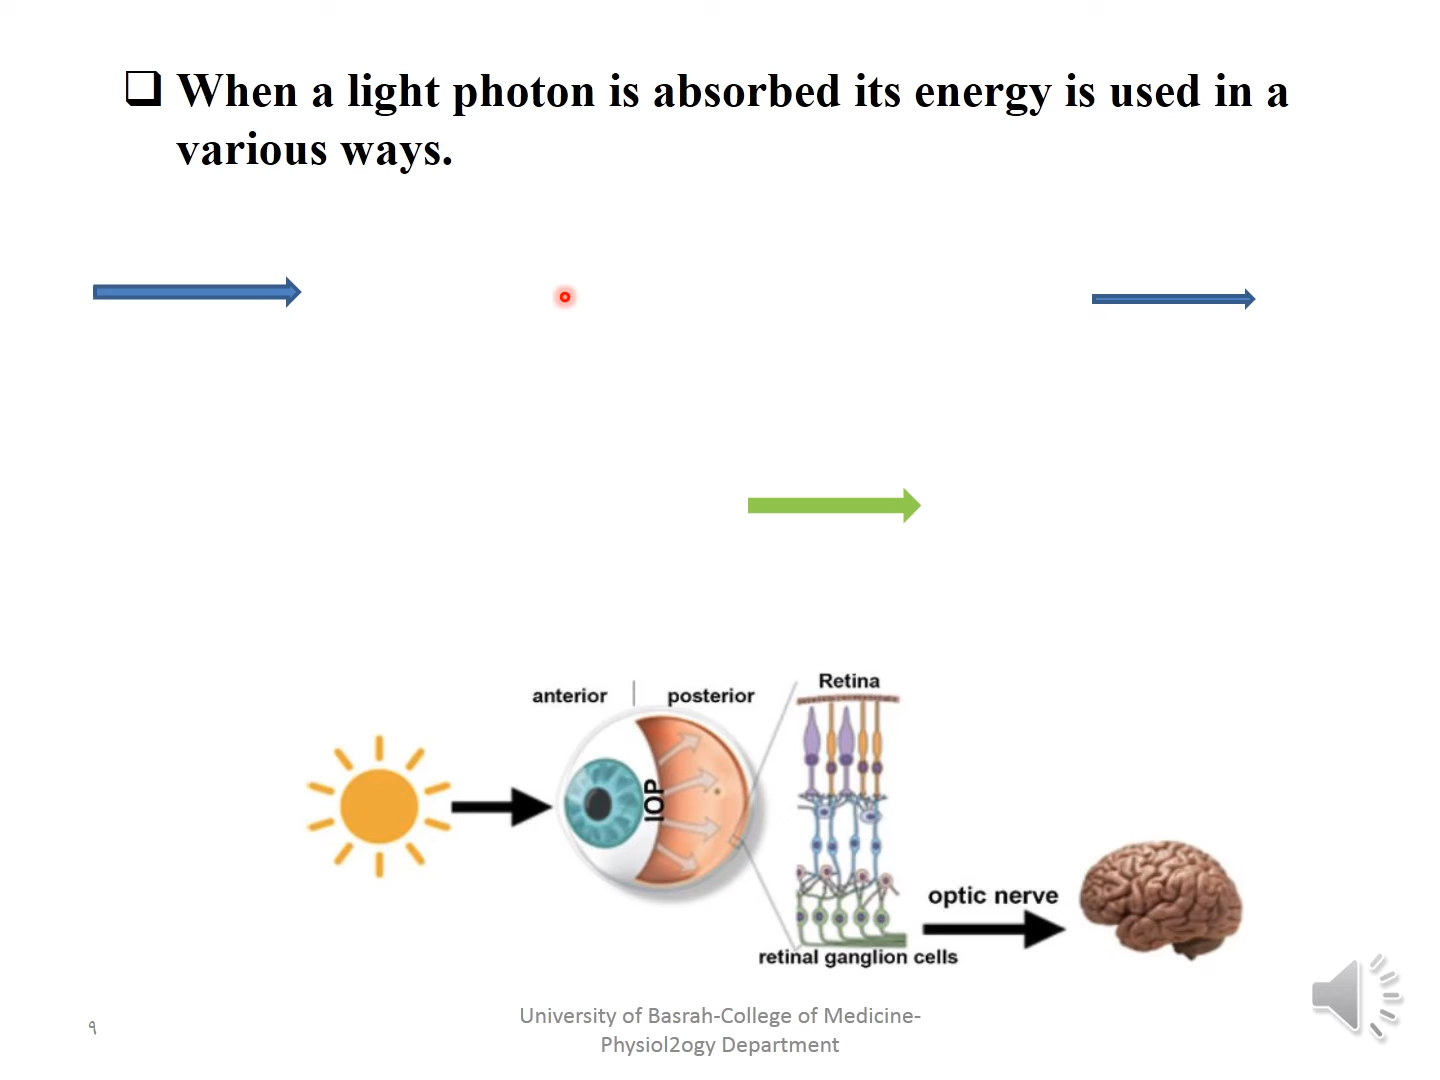 When a light photon is absorbed its energy is used in a
various ways.
anterior
posterior
Retina
IOP
optic nerve
retinal ganglion cells
٩
University of Basrah-College of Medicine-
Physiol2ogy Department